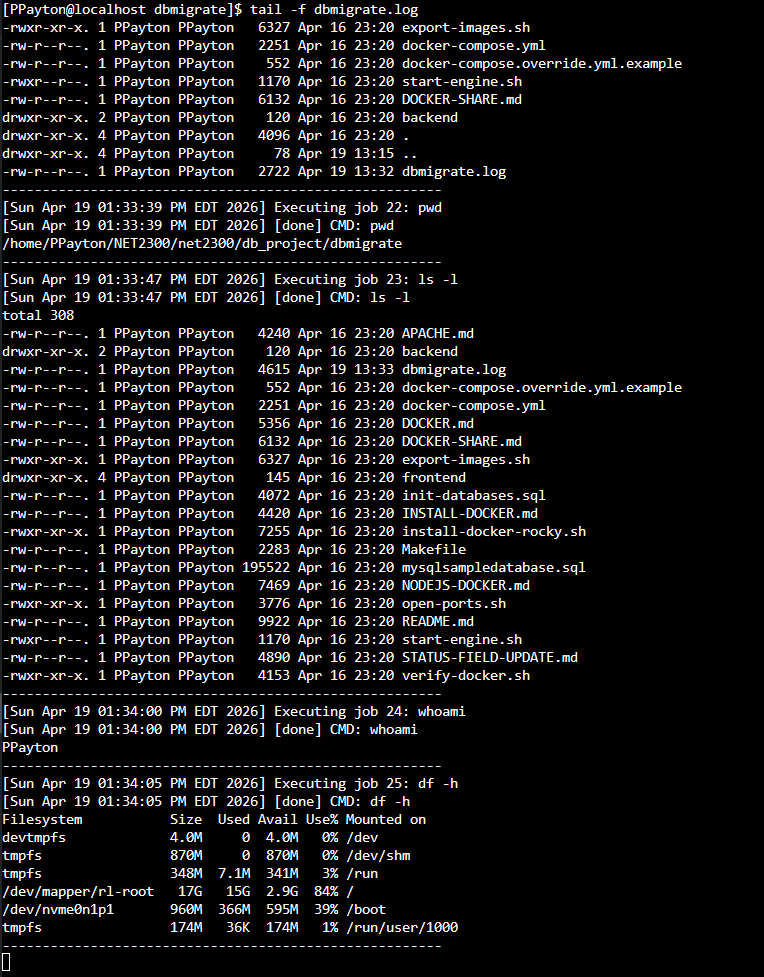 [PPayton@localhost dbmigrate]$ tail -f dbmigrate.log
-rwxr-xr-x. 1 PPayton PPayton   6327 Apr 16 23:20 export-images.sh
-rw-r--r--. 1 PPayton PPayton   2251 Apr 16 23:20 docker-compose.yml
-rw-r--r--. 1 PPayton PPayton    552 Apr 16 23:20 docker-compose.override.yml.example
-rwxr-xr-x. 1 PPayton PPayton   1170 Apr 16 23:20 start-engine.sh
-rw-r--r--. 1 PPayton PPayton   6132 Apr 16 23:20 DOCKER-SHARE.md
drwxr-xr-x. 2 PPayton PPayton    120 Apr 16 23:20 backend
drwxr-xr-x. 4 PPayton PPayton   4096 Apr 16 23:20 .
drwxr-xr-x. 4 PPayton PPayton     78 Apr 19 13:15 ..
-rw-r--r--. 1 PPayton PPayton   2722 Apr 19 13:32 dbmigrate.log
------------------------------------------------
[Sun Apr 19 01:33:39 PM EDT 2026] Executing job 22: pwd
[Sun Apr 19 01:33:39 PM EDT 2026] [done] CMD: pwd
/home/PPayton/NET2300/net2300/db_project/dbmigrate
------------------------------------------------
[Sun Apr 19 01:33:47 PM EDT 2026] Executing job 23: ls -l
[Sun Apr 19 01:33:47 PM EDT 2026] [done] CMD: ls -l
total 308
-rw-r--r--. 1 PPayton PPayton   4240 Apr 16 23:20 APACHE.md
drwxr-xr-x. 2 PPayton PPayton    120 Apr 16 23:20 backend
-rw-r--r--. 1 PPayton PPayton   4615 Apr 19 13:33 dbmigrate.log
-rw-r--r--. 1 PPayton PPayton    552 Apr 16 23:20 docker-compose.override.yml.example
-rw-r--r--. 1 PPayton PPayton   2251 Apr 16 23:20 docker-compose.yml
-rw-r--r--. 1 PPayton PPayton   5356 Apr 16 23:20 DOCKER.md
-rw-r--r--. 1 PPayton PPayton   6132 Apr 16 23:20 DOCKER-SHARE.md
-rwxr-xr-x. 1 PPayton PPayton   6327 Apr 16 23:20 export-images.sh
drwxr-xr-x. 4 PPayton PPayton    145 Apr 16 23:20 frontend
-rw-r--r--. 1 PPayton PPayton   4072 Apr 16 23:20 init-databases.sql
-rw-r--r--. 1 PPayton PPayton   4420 Apr 16 23:20 INSTALL-DOCKER.md
-rwxr-xr-x. 1 PPayton PPayton   7255 Apr 16 23:20 install-docker-rocky.sh
-rw-r--r--. 1 PPayton PPayton   2283 Apr 16 23:20 Makefile
-rw-r--r--. 1 PPayton PPayton 195522 Apr 16 23:20 mysqlsampledatabase.sql
-rw-r--r--. 1 PPayton PPayton   7469 Apr 16 23:20 NODEJS-DOCKER.md
-rwxr-xr-x. 1 PPayton PPayton   3776 Apr 16 23:20 open-ports.sh
-rw-r--r--. 1 PPayton PPayton   9922 Apr 16 23:20 README.md
-rwxr-xr-x. 1 PPayton PPayton   1170 Apr 16 23:20 start-engine.sh
-rw-r--r--. 1 PPayton PPayton   4890 Apr 16 23:20 STATUS-FIELD-UPDATE.md
-rwxr-xr-x. 1 PPayton PPayton   4153 Apr 16 23:20 verify-docker.sh
------------------------------------------------
[Sun Apr 19 01:34:00 PM EDT 2026] Executing job 24: whoami
[Sun Apr 19 01:34:00 PM EDT 2026] [done] CMD: whoami
PPayton
------------------------------------------------
[Sun Apr 19 01:34:05 PM EDT 2026] Executing job 25: df -h
[Sun Apr 19 01:34:05 PM EDT 2026] [done] CMD: df -h
Filesystem           Size  Used Avail Use% Mounted on
devtmpfs             4.0M     0  4.0M   0% /dev
tmpfs                870M     0  870M   0% /dev/shm
tmpfs                348M  7.1M  341M   3% /run
/dev/mapper/rl-root   17G   15G  2.9G  84% /
/dev/nvme0n1p1       960M  366M  595M  39% /boot
tmpfs                174M   36K  174M   1% /run/user/1000
------------------------------------------------